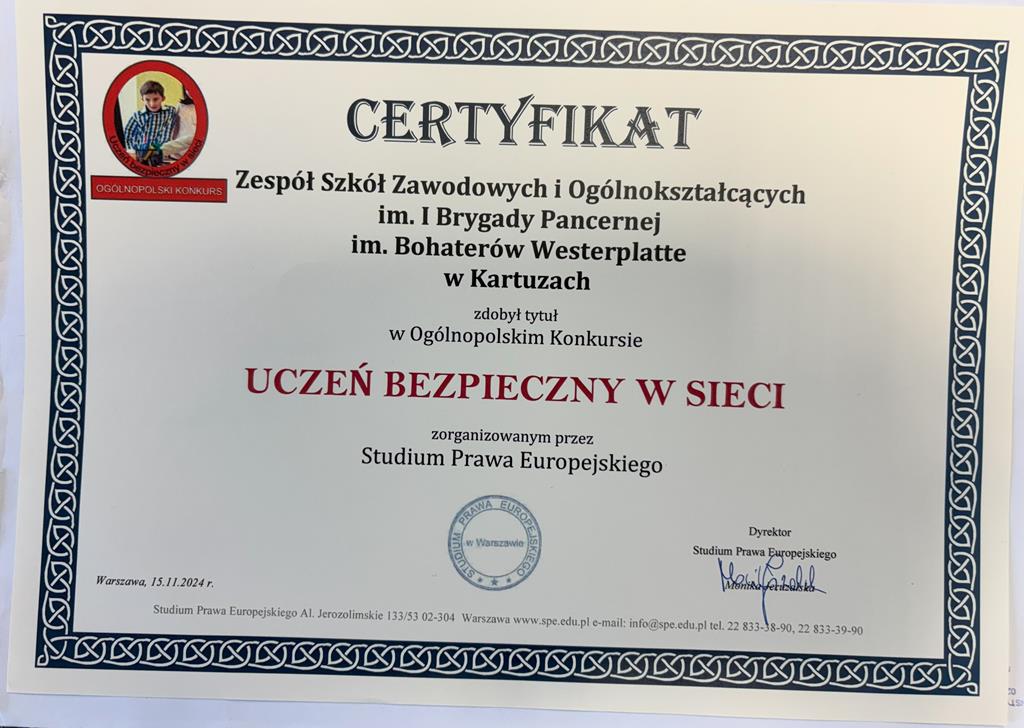 CERTYFIKAT
Uczeń bezpieczny w sieci
OGÓLNOPOLSKI KONKURS
Zespół Szkół Zawodowych i Ogólnokształcących
im. I Brygady Pancernej
im. Bohaterów Westerplatte
w Kartuzach
zdobył tytuł
w Ogólnopolskim Konkursie
UCZEŃ BEZPIECZNY W SIECI
zorganizowanym przez
Studium Prawa Europejskiego
STUDIUM PRAWA EUROPEJSKIEGO
w Warszawie
Dyrektor
Studium Prawa Europejskiego
Monika
Warszawa, 15.11.2024 r.
Studium Prawa Europejskiego Al. Jerozolimskie 133/53 02-304 Warszawa www.spe.edu.pl e-mail: info@spe.edu.pl tel. 22 833-38-90, 22 833-39-90